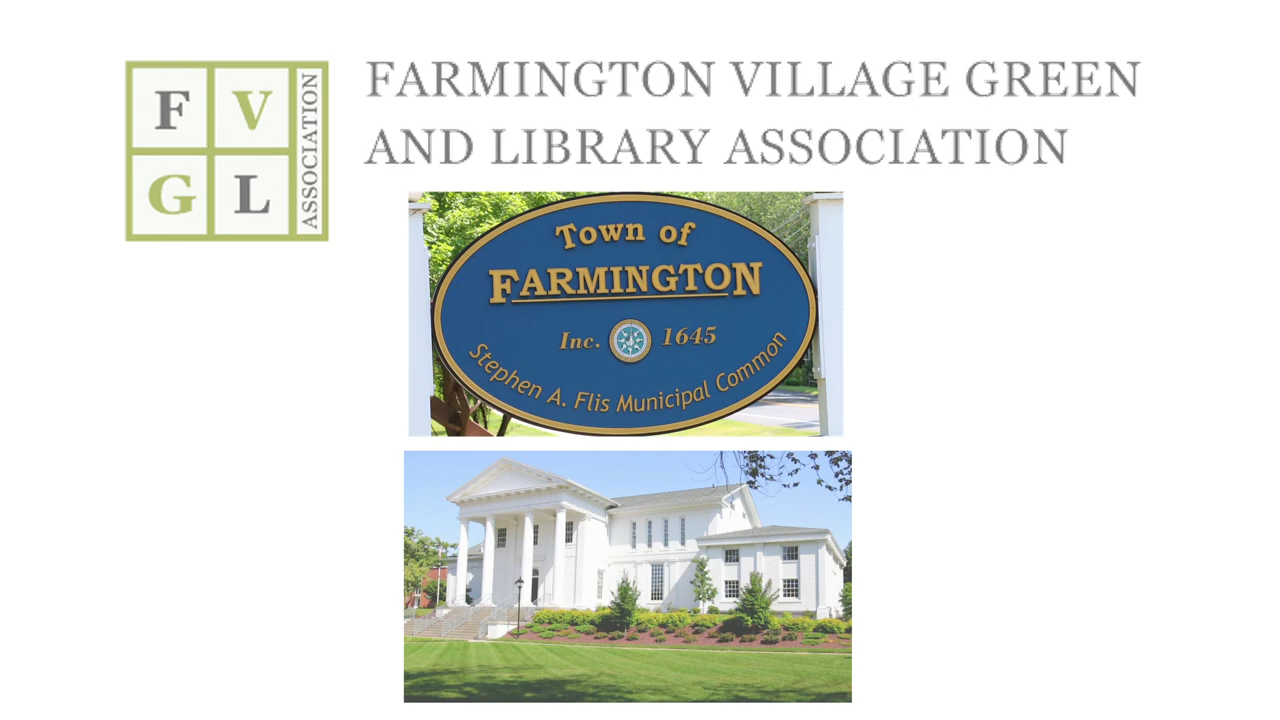 F V
G L
ASSOCIATION
FARMINGTON VILLAGE GREEN
AND LIBRARY ASSOCIATION
Town of
FARMINGTON
Inc. 1645
Stephen A. Flis Municipal Common